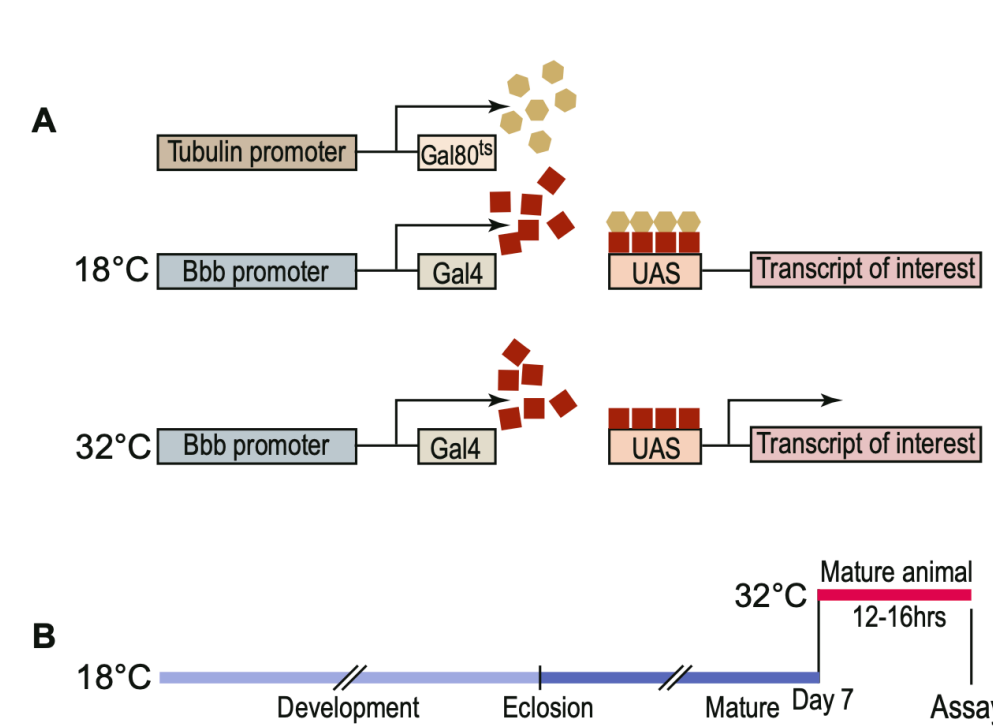 A
Tubulin promoter
Gal80ts
18°C
Bbb promoter
Gal4
UAS
Transcript of interest
32°C
Bbb promoter
Gal4
UAS
Transcript of interest
B
32°C
Mature animal
12-16hrs
18°C
Development
Eclosion
Mature
Day 7
Assay